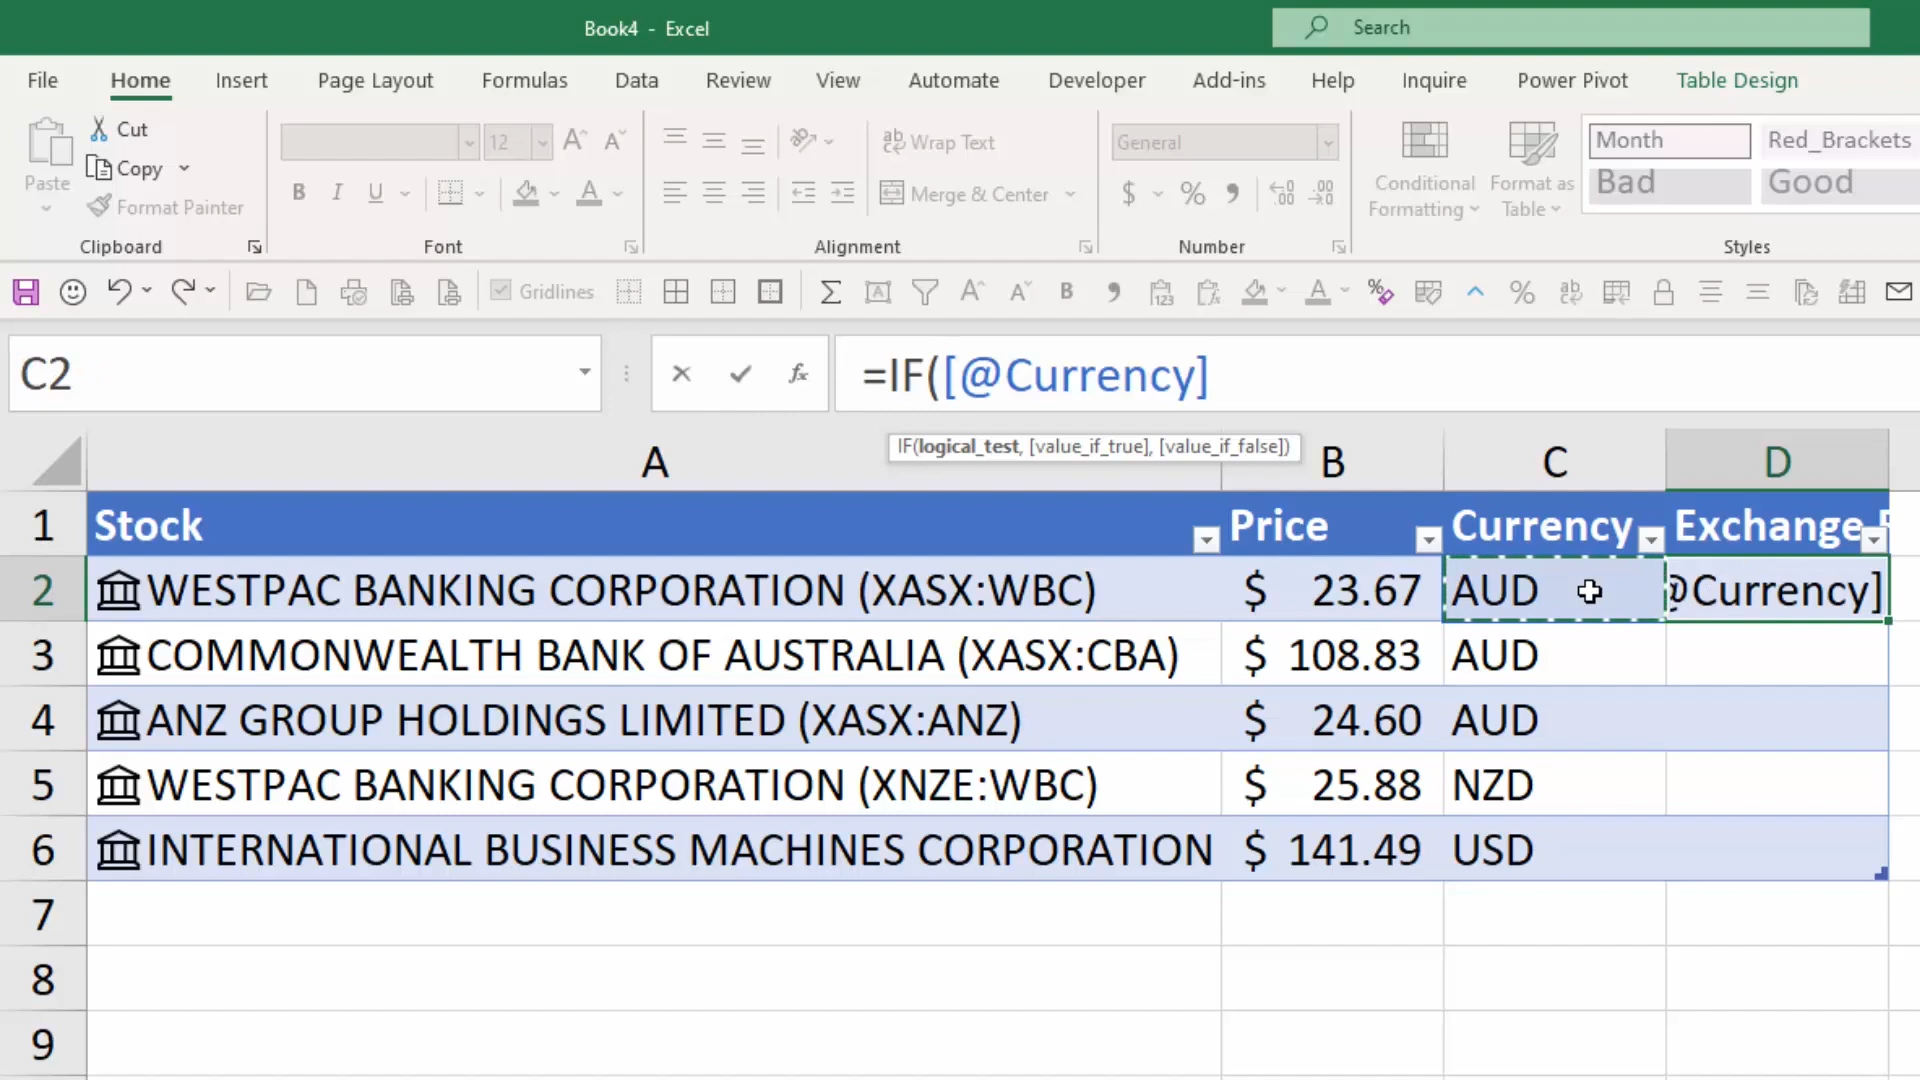 Book4 - Excel
Search
File Home Insert Page Layout Formulas Data Review View Automate Developer Add-ins Help Inquire Power Pivot Table Design
Paste
Cut
Copy
Format Painter
Clipboard
12
B I U
Font
Wrap Text
Merge & Center
Alignment
General
Number
Conditional Formatting
Format as Table
Month Red_Brackets
Bad Good
Styles
Gridlines
C2
=IF([@Currency]
IF(logical_test, [value_if_true], [value_if_false])
A B C D
1 Stock Price Currency Exchange
2 WESTPAC BANKING CORPORATION (XASX:WBC) $ 23.67 AUD @Currency]
3 COMMONWEALTH BANK OF AUSTRALIA (XASX:CBA) $ 108.83 AUD
4 ANZ GROUP HOLDINGS LIMITED (XASX:ANZ) $ 24.60 AUD
5 WESTPAC BANKING CORPORATION (XNZE:WBC) $ 25.88 NZD
6 INTERNATIONAL BUSINESS MACHINES CORPORATION $ 141.49 USD
7
8
9